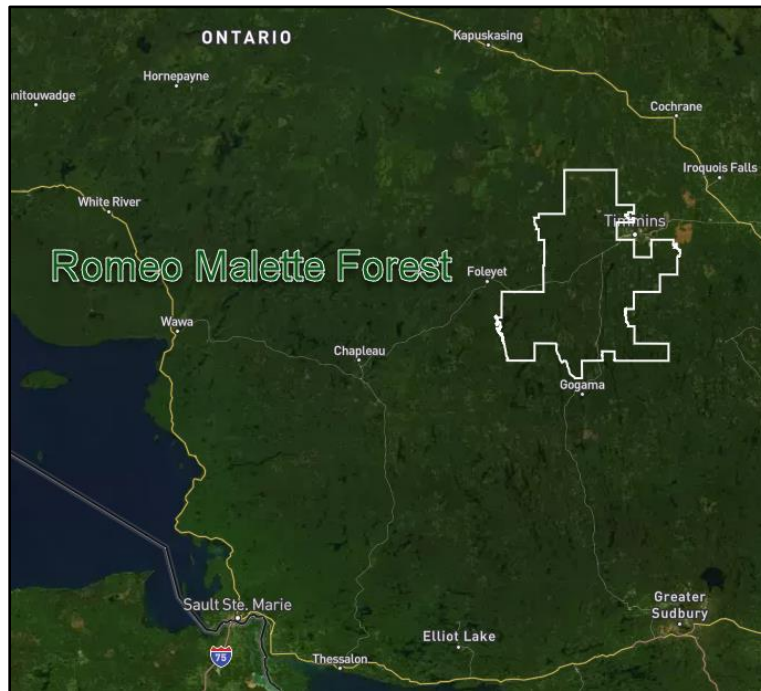 ONTARIO
Kapuskasing
Hornepayne
nitouwadge
Cochrane
Iroquois Falls
White River
Timmins
Romeo Malette Forest
Foleyet
Wawa
Chapleau
Gogama
Sault Ste. Marie
Greater
Sudbury
Elliot Lake
75
Thessalon